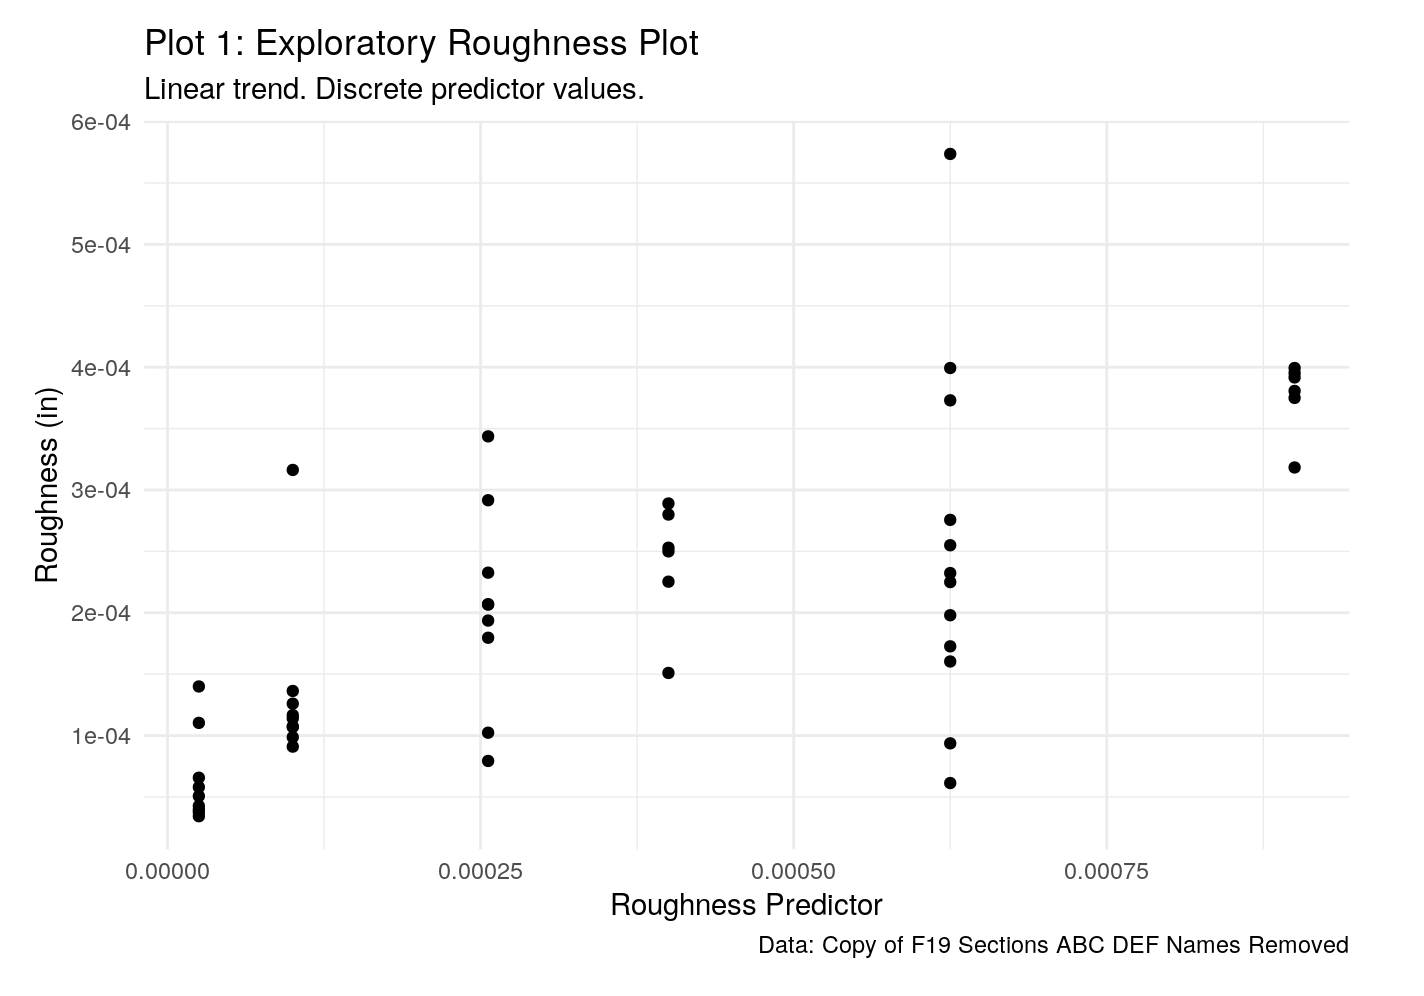 Plot 1: Exploratory Roughness Plot
Linear trend. Discrete predictor values.
6e-04
5e-04
4e-04
3e-04
2e-04
1e-04
Roughness (in)
0.00000
0.00025
0.00050
0.00075
Roughness Predictor
Data: Copy of F19 Sections ABC DEF Names Removed